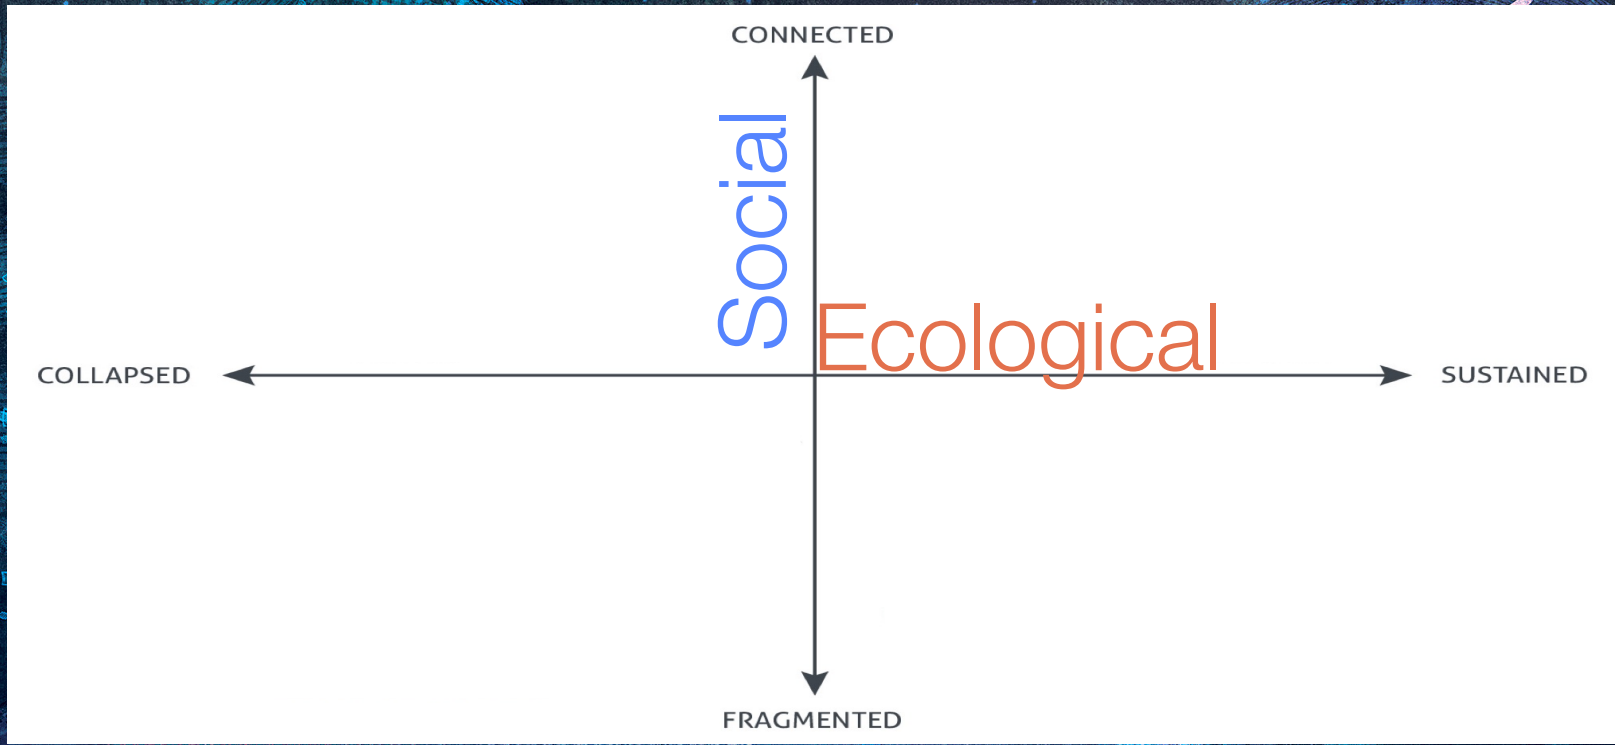 CONNECTED
Social
Ecological
COLLAPSED
SUSTAINED
FRAGMENTED